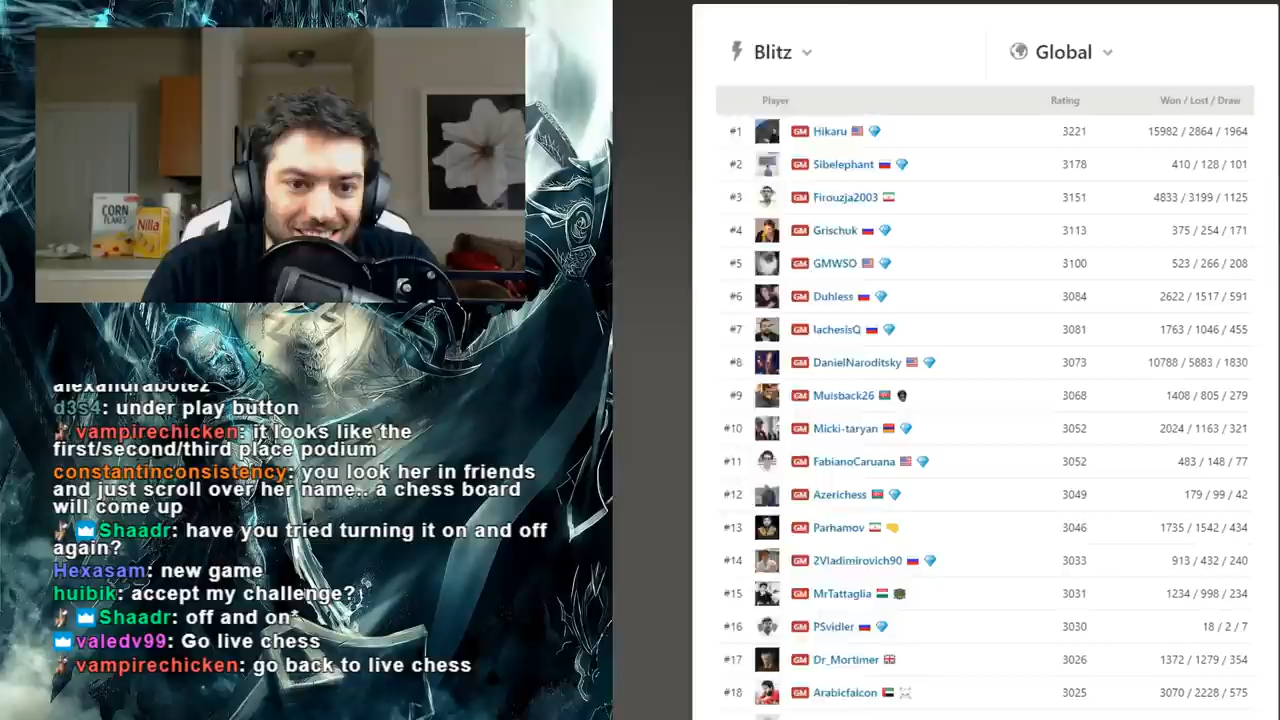 CORN
FLAKES
Nilla
alexandrabotez
d3s4: under play button
vampirechicken: it looks like the
first/second/third place podium
constantinconsistency: you look her in friends
and just scroll over her name.. a chess board
will come up
Shaadr: have you tried turning it on and off
again?
Hexasam: new game
huibik: accept my challenge?
Shaadr: off and on*
valedv99: Go live chess
vampirechicken: go back to live chess
Blitz Global
Player Rating Won / Lost / Draw
#1 GM Hikaru 3221 15982 / 2864 / 1964
#2 GM Sibelephant 3178 410 / 128 / 101
#3 GM Firouzja2003 3151 4833 / 3199 / 1125
#4 GM Grischuk 3113 375 / 254 / 171
#5 GM GMWSO 3100 523 / 266 / 208
#6 GM Duhless 3084 2622 / 1517 / 591
#7 GM lachesisQ 3081 1763 / 1046 / 455
#8 GM DanielNaroditsky 3073 10788 / 5883 / 1630
#9 GM Muisback26 3068 1408 / 805 / 279
#10 GM Micki-taryan 3052 2024 / 1163 / 321
#11 GM FabianoCaruana 3052 483 / 148 / 77
#12 GM Azerichess 3049 179 / 99 / 42
#13 GM Parhamov 3046 1735 / 1542 / 434
#14 GM 2Vladimirovich90 3033 913 / 432 / 240
#15 GM MrTattaglia 3031 1234 / 998 / 234
#16 GM PSvidler 3030 18 / 2 / 7
#17 GM Dr_Mortimer 3026 1372 / 1279 / 354
#18 GM Arabicfalcon 3025 3070 / 2228 / 575